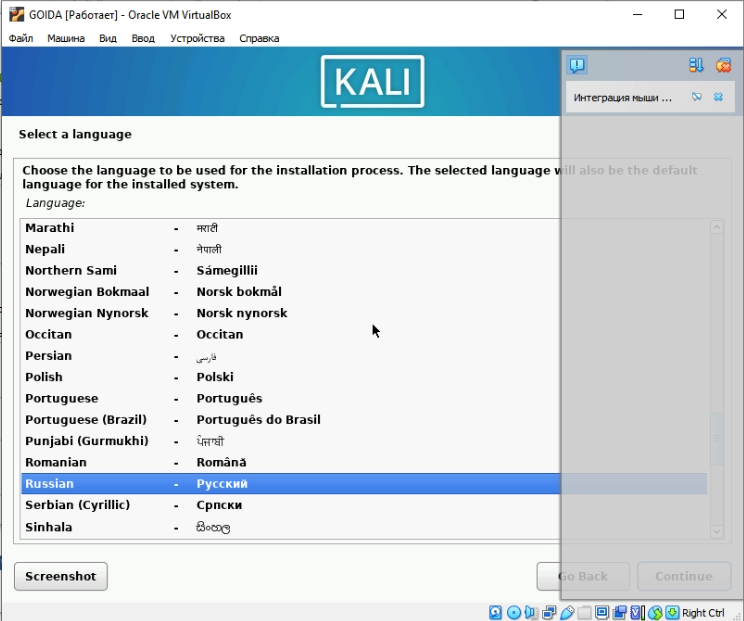 GOIDA [Работает] - Oracle VM VirtualBox
Файл Машина Вид Ввод Устройства Справка
KALI
Интеграция мыши ...
Select a language
Choose the language to be used for the installation process. The selected language will also be the default
language for the installed system.
Language:
Marathi - मराठी
Nepali - नेपाली
Northern Sami - Sámegillii
Norwegian Bokmaal - Norsk bokmål
Norwegian Nynorsk - Norsk nynorsk
Occitan - Occitan
Persian - فارسی
Polish - Polski
Portuguese - Português
Portuguese (Brazil) - Português do Brasil
Punjabi (Gurmukhi) - ਪੰਜਾਬੀ
Romanian - Română
Russian - Русский
Serbian (Cyrillic) - Српски
Sinhala - සිංහල
Screenshot Go Back Continue
Right Ctrl